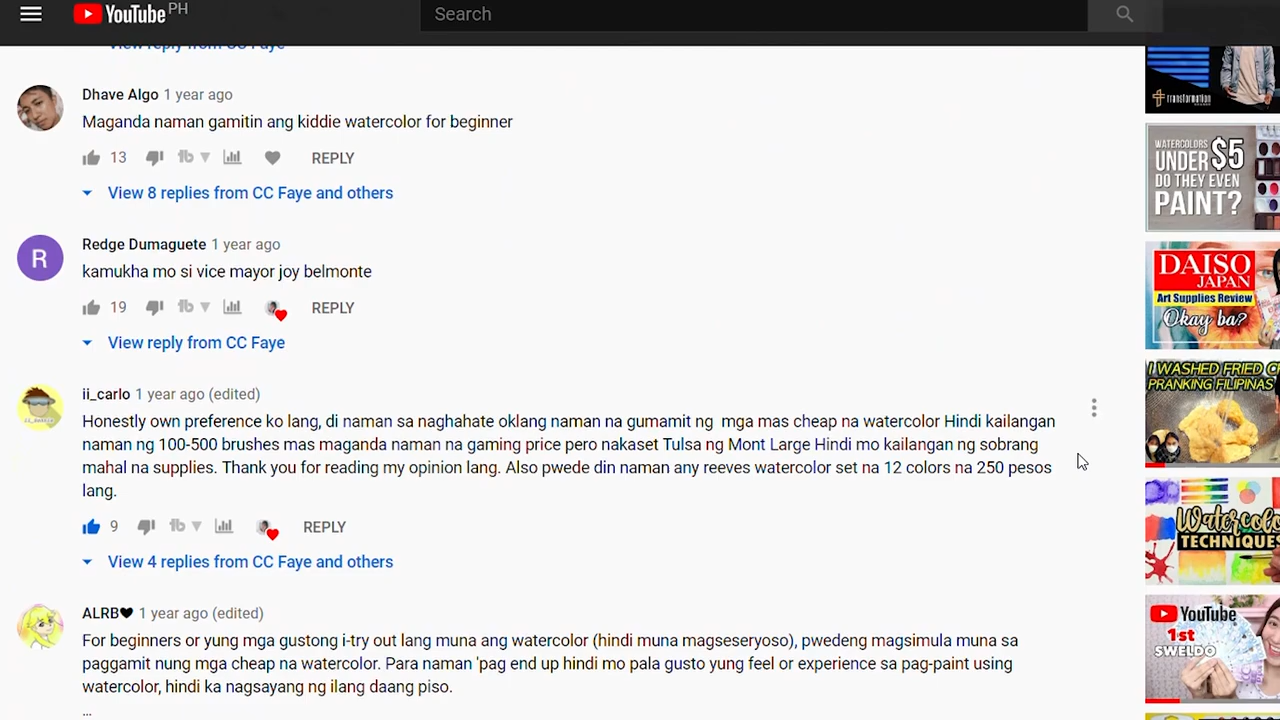 YouTube PH
Search
View reply from CC Faye
Dhave Algo 1 year ago
Maganda naman gamitin ang kiddie watercolor for beginner
13 REPLY
View 8 replies from CC Faye and others
R
Redge Dumaguete 1 year ago
kamukha mo si vice mayor joy belmonte
19 REPLY
View reply from CC Faye
ii_carlo 1 year ago (edited)
Honestly own preference ko lang, di naman sa naghahate oklang naman na gumamit ng mga mas cheap na watercolor Hindi kailangan
naman ng 100-500 brushes mas maganda naman na gaming price pero nakaset Tulsa ng Mont Large Hindi mo kailangan ng sobrang
mahal na supplies. Thank you for reading my opinion lang. Also pwede din naman any reeves watercolor set na 12 colors na 250 pesos
lang.
9 REPLY
View 4 replies from CC Faye and others
ALRB🖤 1 year ago (edited)
For beginners or yung mga gustong i-try out lang muna ang watercolor (hindi muna magseseryoso), pwedeng magsimula muna sa
paggamit nung mga cheap na watercolor. Para naman 'pag end up hindi mo pala gusto yung feel or experience sa pag-paint using
watercolor, hindi ka nagsayang ng ilang daang piso.
...
transformation
WATERCOLORS
UNDER $5
DO THEY EVEN
PAINT?
DAISO
JAPAN
Art Supplies Review
Okay ba?
I WASHED FRIED
PRANKING FILIPINAS
TECHNIQUES
YouTube
1st
SWELDO